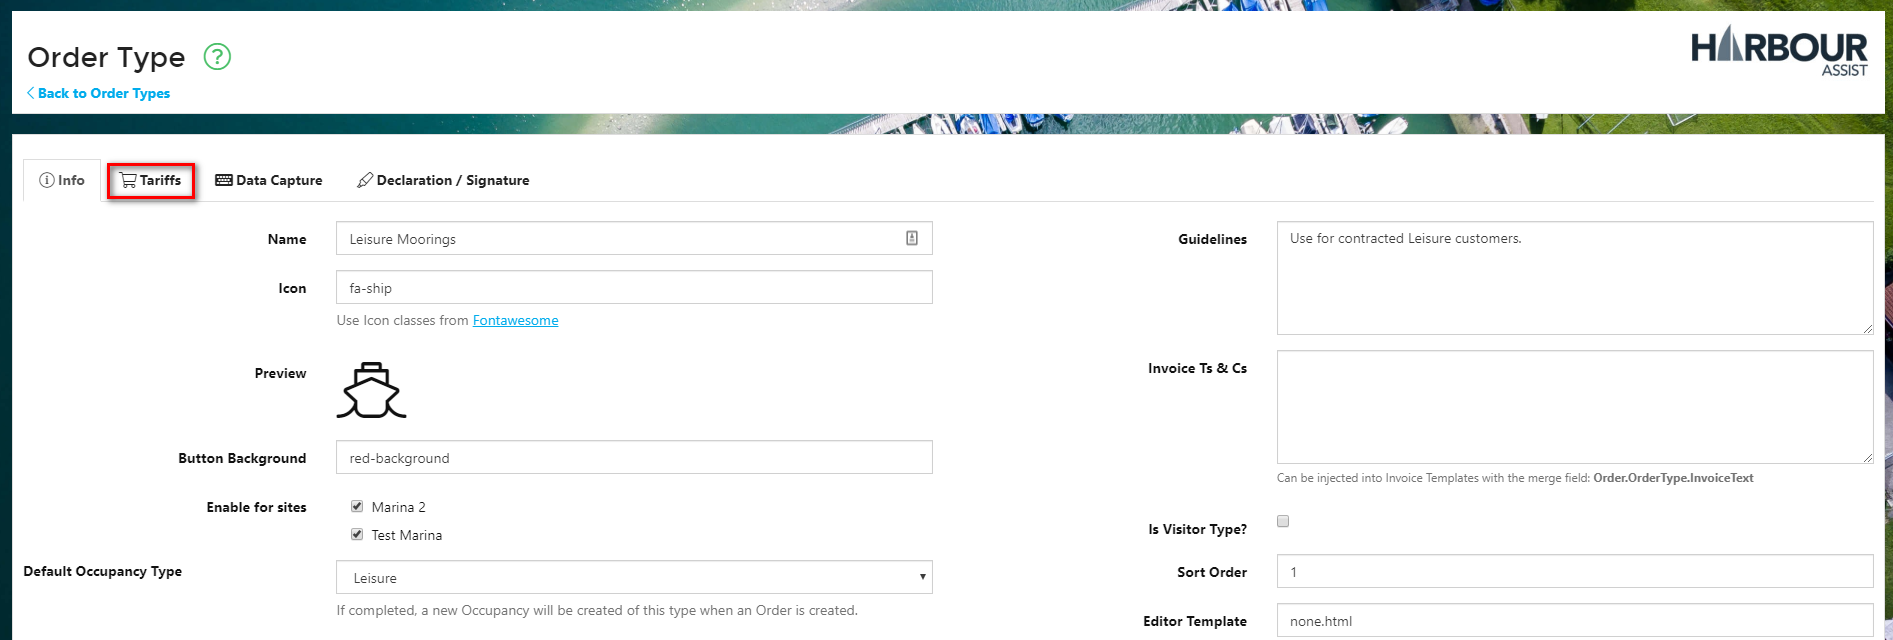 Order Type ?
Back to Order Types
HARBOUR
ASSIST
Info
Tariffs
Data Capture
Declaration / Signature
Name
Leisure Moorings
Icon
fa-ship
Use Icon classes from Fontawesome
Preview
Button Background
red-background
Enable for sites
Marina 2
Test Marina
Default Occupancy Type
Leisure
If completed, a new Occupancy will be created of this type when an Order is created.
Guidelines
Use for contracted Leisure customers.
Invoice Ts & Cs
Can be injected into Invoice Templates with the merge field: Order.OrderType.InvoiceText
Is Visitor Type?
Sort Order
1
Editor Template
none.html